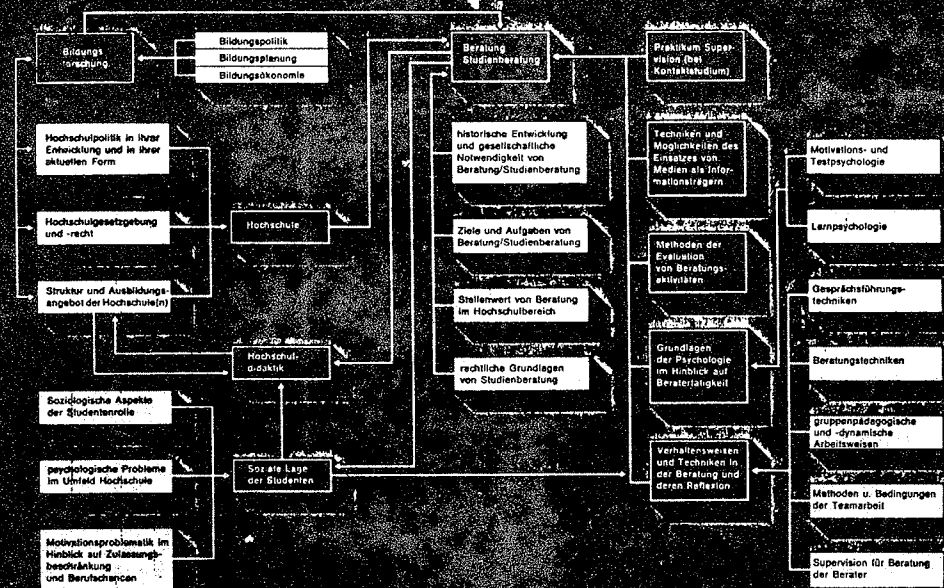 Bildungs
forschung
Bildungspolitik
Bildungsplanung
Bildungsökonomie
Hochschulpolitik in ihrer
Entwicklung und in ihrer
aktuellen Form
Hochschulgesetzgebung
und -recht
Struktur und Ausbildungs-
angebot der Hochschule(n)
Hochschule
Hochschul-
didaktik
Soziologische Aspekte
der Studentenrolle
psychologische Probleme
im Umfeld Hochschule
Motivationsproblematik im
Hinblick auf Zulassungs-
beschränkung
und Berufschancen
Soziale Lage
der Studenten
Beratung
Studienberatung
historische Entwicklung
und gesellschaftliche
Notwendigkeit von
Beratung/Studienberatung
Ziele und Aufgaben von
Beratung/Studienberatung
Stellenwert von Beratung
im Hochschulbereich
rechtliche Grundlagen
von Studienberatung
Praktikum Super-
vision (bei
Kontaktstudium)
Techniken und
Möglichkeiten des
Einsatzes von
Medien als Infor-
mationsträgern
Methoden der
Evaluation
von Beratungs-
aktivitäten
Grundlagen
der Psychologie
im Hinblick auf
Beratertätigkeit
Verhaltensweisen
und Techniken in
der Beratung und
deren Reflexion
Motivations- und
Testpsychologie
Lernpsychologie
Gesprächsführungs-
techniken
Beratungstechniken
gruppenpädagogische
und -dynamische
Arbeitsweisen
Methoden u. Bedingungen
der Teamarbeit
Supervision für Beratung
der Berater